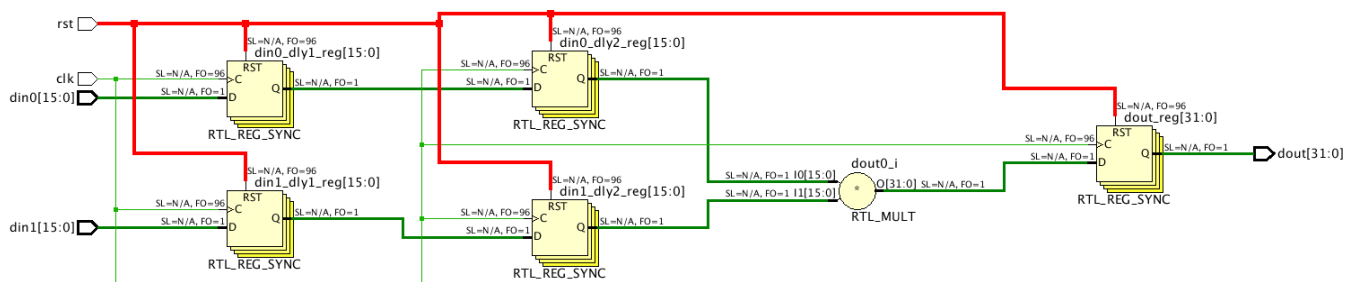 rst
SL=N/A, FO=96
din0_dly1_reg[15:0]
RST
clk
SL=N/A, FO=96
C
din0[15:0]
SL=N/A, FO=1
D
Q
SL=N/A, FO=1
RTL_REG_SYNC
SL=N/A, FO=96
din0_dly2_reg[15:0]
RST
SL=N/A, FO=96
C
SL=N/A, FO=1
D
Q
SL=N/A, FO=1
RTL_REG_SYNC
SL=N/A, FO=96
din1_dly1_reg[15:0]
RST
SL=N/A, FO=96
C
din1[15:0]
SL=N/A, FO=1
D
Q
SL=N/A, FO=1
RTL_REG_SYNC
SL=N/A, FO=96
din1_dly2_reg[15:0]
RST
SL=N/A, FO=96
C
SL=N/A, FO=1
D
Q
SL=N/A, FO=1
RTL_REG_SYNC
dout0_i
SL=N/A, FO=1 I0[15:0]
SL=N/A, FO=1 I1[15:0]
*
O[31:0]
SL=N/A, FO=1
RTL_MULT
SL=N/A, FO=96
dout_reg[31:0]
RST
SL=N/A, FO=96
C
SL=N/A, FO=1
D
Q
SL=N/A, FO=1
dout[31:0]
RTL_REG_SYNC